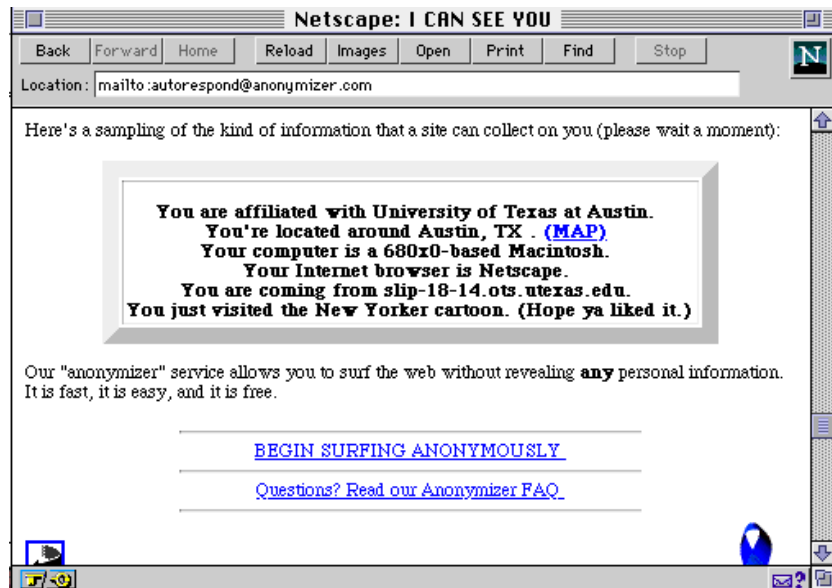 Netscape: I CAN SEE YOU
Back Forward Home Reload Images Open Print Find Stop
N
Location: mailto:autorespond@anonymizer.com
Here's a sampling of the kind of information that a site can collect on you (please wait a moment):
You are affiliated with University of Texas at Austin.
You're located around Austin, TX . (MAP)
Your computer is a 680x0-based Macintosh.
Your Internet browser is Netscape.
You are coming from slip-18-14.ots.utexas.edu.
You just visited the New Yorker cartoon. (Hope ya liked it.)
Our "anonymizer" service allows you to surf the web without revealing any personal information.
It is fast, it is easy, and it is free.
BEGIN SURFING ANONYMOUSLY
Questions? Read our Anonymizer FAQ
?